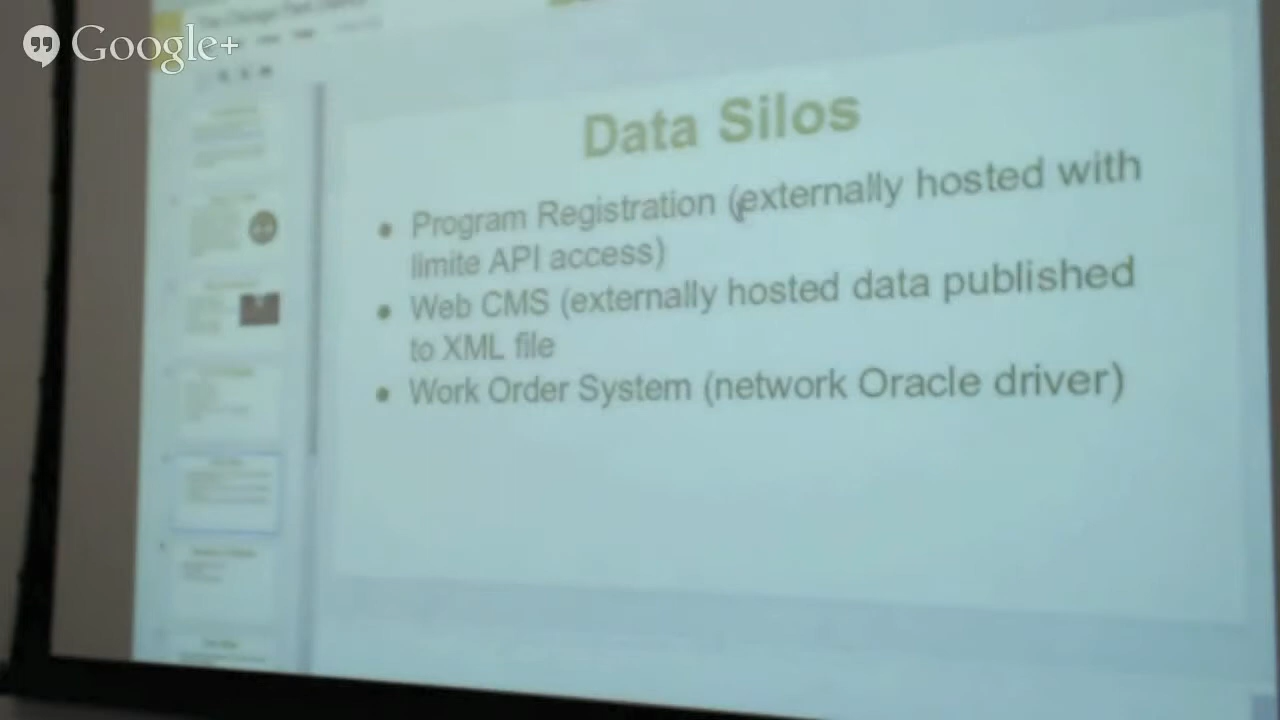 Google+
Data Silos
Program Registration (externally hosted with
limite API access)
Web CMS (externally hosted data published
to XML file
Work Order System (network Oracle driver)